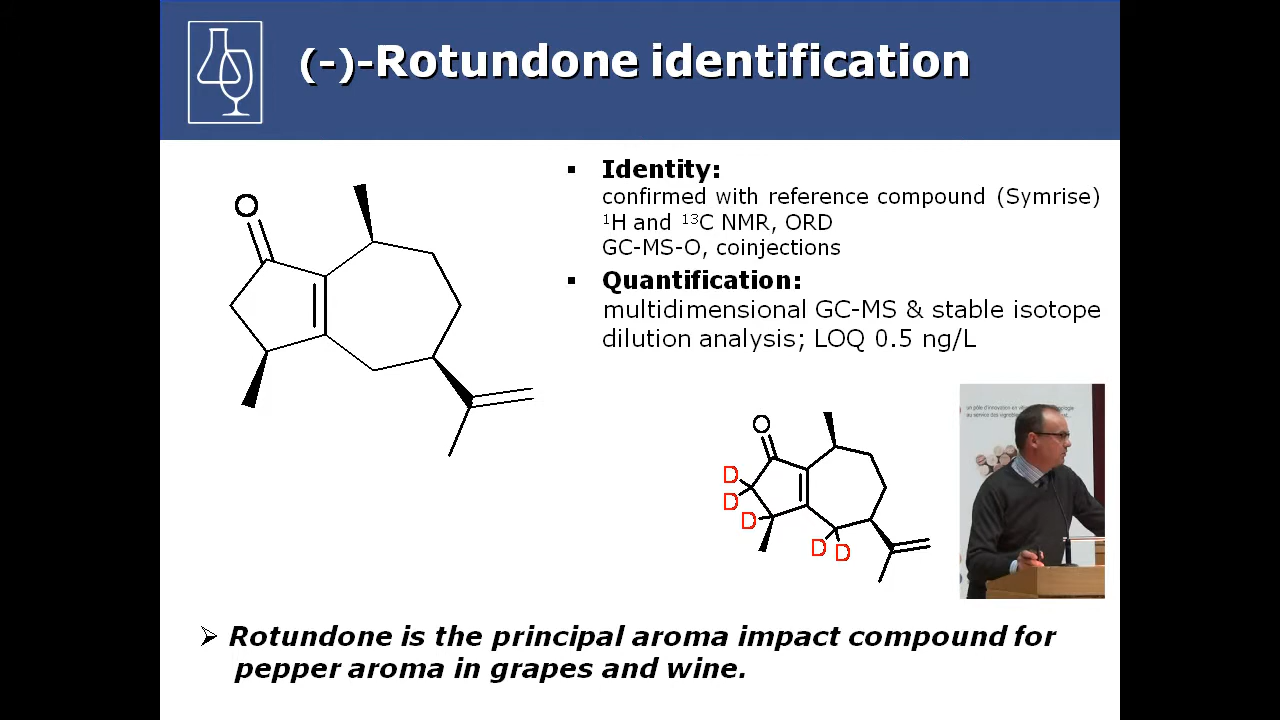 (-)-Rotundone identification
▪ Identity:
confirmed with reference compound (Symrise)
¹H and ¹³C NMR, ORD
GC-MS-O, coinjections
▪ Quantification:
multidimensional GC-MS & stable isotope
dilution analysis; LOQ 0.5 ng/L
O
O
D
D
D
D D
➢ Rotundone is the principal aroma impact compound for
pepper aroma in grapes and wine.